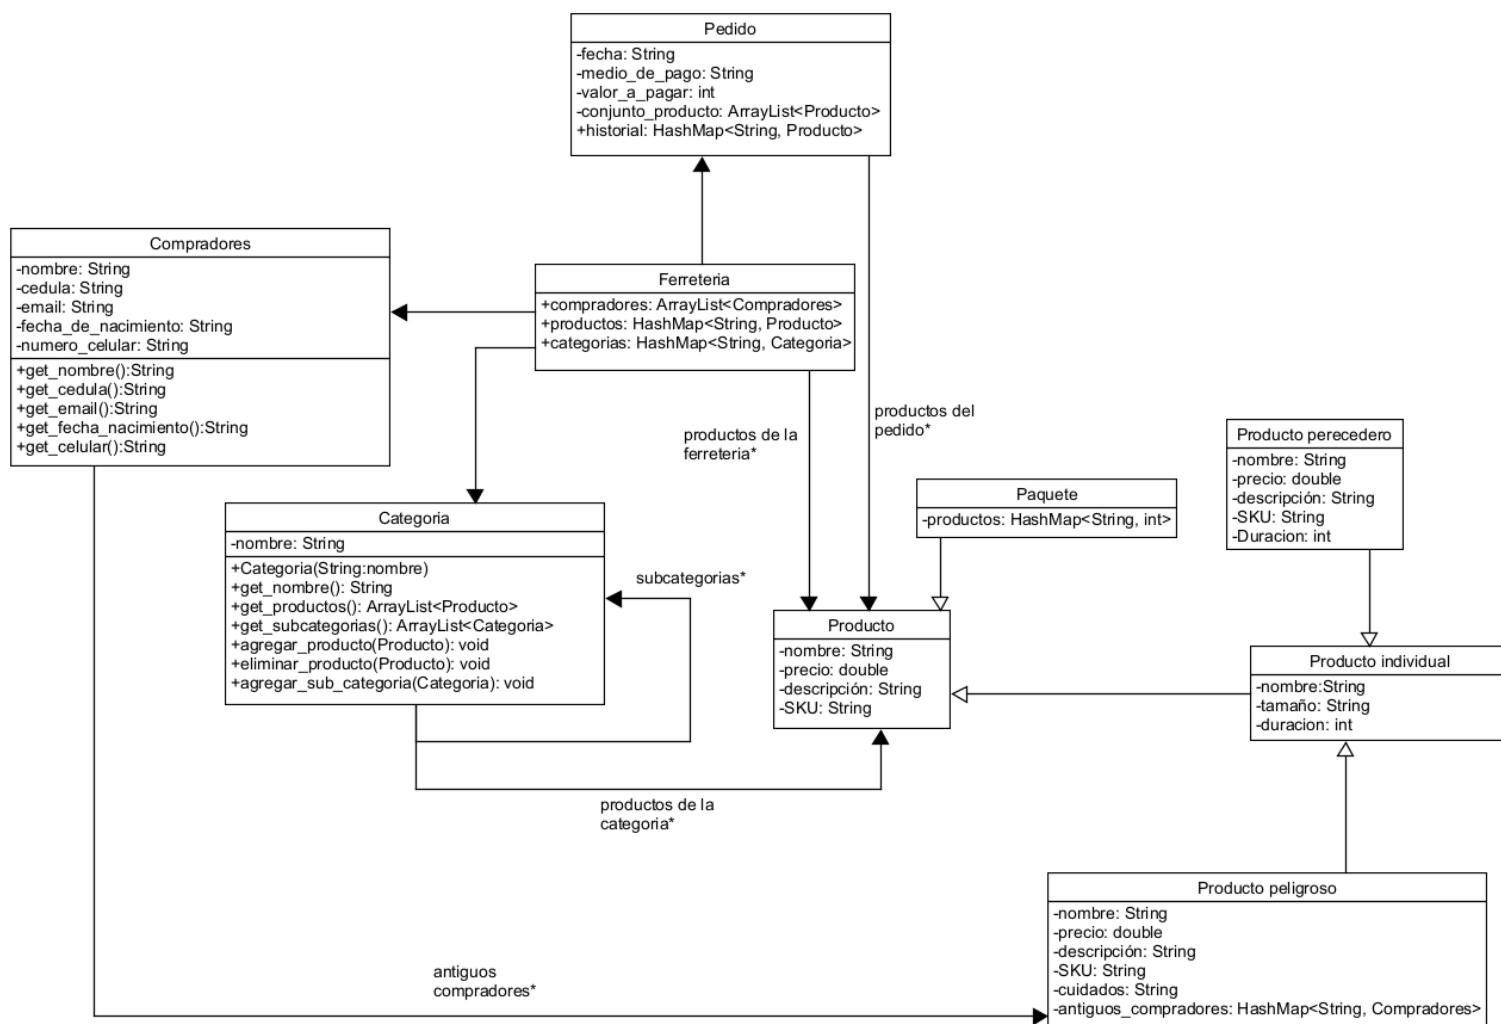 Pedido
-fecha: String
-medio_de_pago: String
-valor_a_pagar: int
-conjunto_producto: ArrayList<Producto>
+historial: HashMap<String, Producto>
Compradores
-nombre: String
-cedula: String
-email: String
-fecha_de_nacimiento: String
-numero_celular: String
+get_nombre():String
+get_cedula():String
+get_email():String
+get_fecha_nacimiento():String
+get_celular():String
Ferreteria
+compradores: ArrayList<Compradores>
+productos: HashMap<String, Producto>
+categorias: HashMap<String, Categoria>
productos de la
ferreteria*
productos del
pedido*
Producto perecedero
-nombre: String
-precio: double
-descripción: String
-SKU: String
-Duracion: int
Paquete
-productos: HashMap<String, int>
Categoria
-nombre: String
+Categoria(String:nombre)
+get_nombre(): String
+get_productos(): ArrayList<Producto>
+get_subcategorias(): ArrayList<Categoria>
+agregar_producto(Producto): void
+eliminar_producto(Producto): void
+agregar_sub_categoria(Categoria): void
subcategorias*
Producto
-nombre: String
-precio: double
-descripción: String
-SKU: String
Producto individual
-nombre:String
-tamaño: String
-duracion: int
productos de la
categoria*
Producto peligroso
-nombre: String
-precio: double
-descripción: String
-SKU: String
-cuidados: String
-antiguos_compradores: HashMap<String, Compradores>
antiguos
compradores*